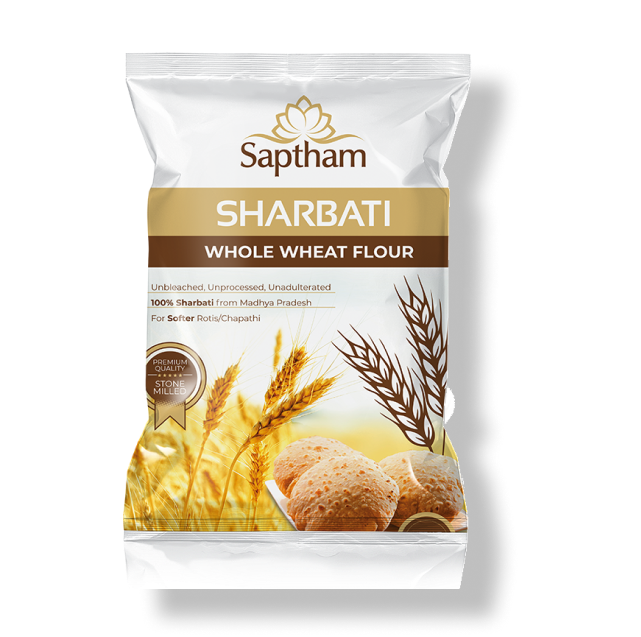 Saptham
SHARBATI
WHOLE WHEAT FLOUR
Unbleached, Unprocessed, Unadulterated
100% Sharbati from Madhya Pradesh
For Softer Rotis/Chapathi
PREMIUM
QUALITY
STONE
MILLED